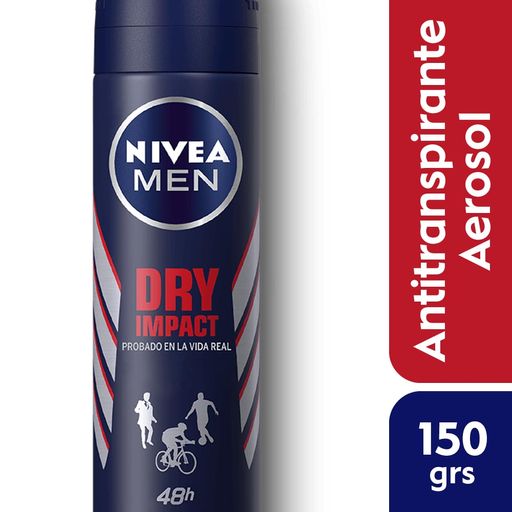 NIVEA
MEN
DRY
IMPACT
PROBADO EN LA VIDA REAL
48h
Antitranspirante
Aerosol
150
grs